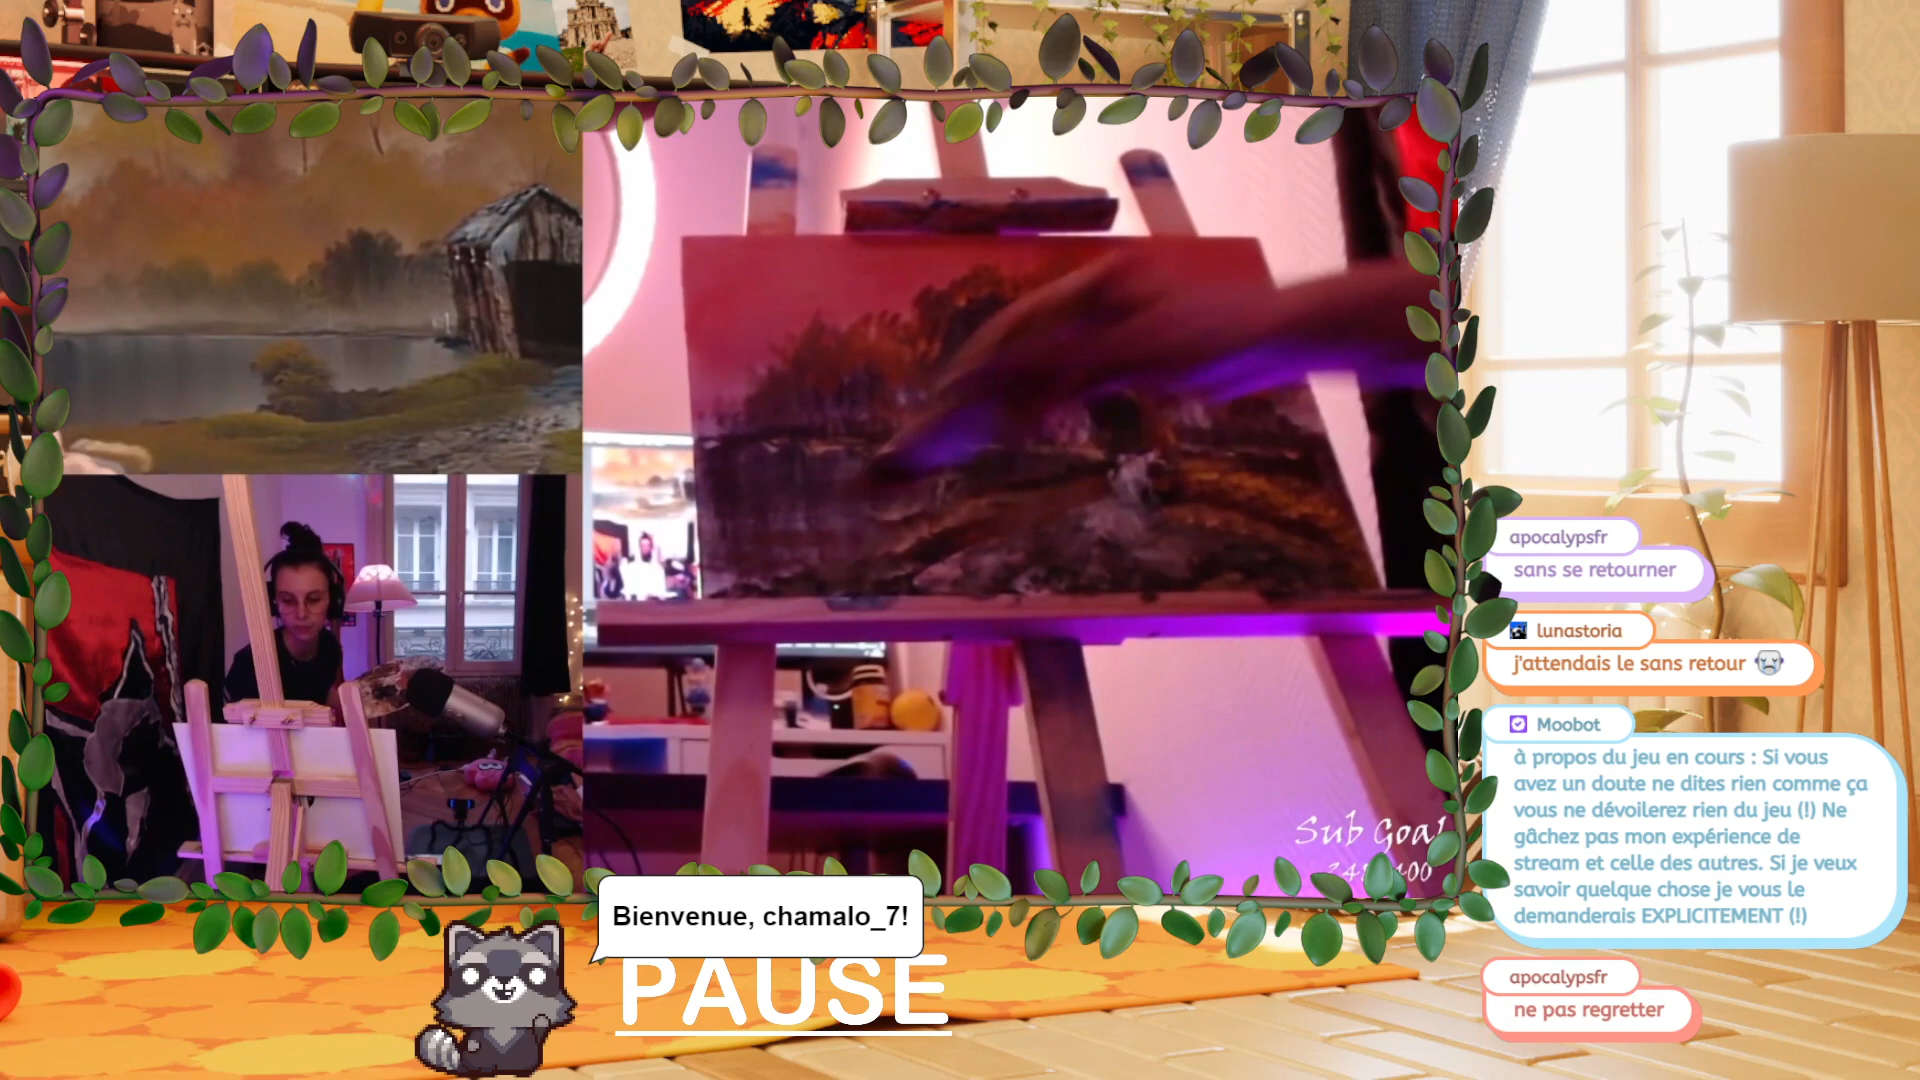 Sub Goal
Bienvenue, chamalo_7!
PAUSE
apocalypsfr
sans se retourner
lunastoria
j'attendais le sans retour
Moobot
à propos du jeu en cours : Si vous
avez un doute ne dites rien comme ça
vous ne dévoilerez rien du jeu (!) Ne
gâchez pas mon expérience de
stream et celle des autres. Si je veux
savoir quelque chose je vous le
demanderais EXPLICITEMENT (!)
apocalypsfr
ne pas regretter